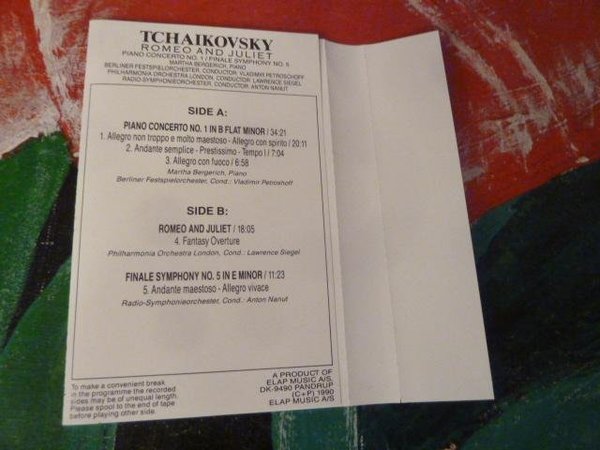 TCHAIKOVSKY
ROMEO AND JULIET
PIANO CONCERTO NO. 1 / FINALE SYMPHONY NO. 5
MARTHA BERGERICH, PIANO
BERLINER FESTSPIELORCHESTER, CONDUCTOR: VLADIMIR PETROSCHOFF
PHILHARMONIA ORCHESTRA LONDON, CONDUCTOR: LAWRENCE SIEGEL
RADIO-SYMPHONIEORCHESTER, CONDUCTOR: ANTON NANUT
SIDE A:
PIANO CONCERTO NO. 1 IN B FLAT MINOR / 34:21
1. Allegro non troppo e molto maestoso - Allegro con spirito / 20:11
2. Andante semplice - Prestissimo - Tempo I / 7:04
3. Allegro con fuoco / 6:58
Martha Bergerich, Piano
Berliner Festspielorchester, Cond.: Vladimir Petroshoff
SIDE B:
ROMEO AND JULIET / 18:05
4. Fantasy Overture
Philharmonia Orchestra London, Cond.: Lawrence Siegel
FINALE SYMPHONY NO. 5 IN E MINOR / 11:23
5. Andante maestoso - Allegro vivace
Radio-Symphonieorchester, Cond.: Anton Nanut
To make a convenient break
in the programme the recorded
sides may be of unequal length.
Please spool to the end of tape
before playing other side.
A PRODUCT OF
ELAP MUSIC A/S,
DK-9490 PANDRUP
(C+P) 1990
ELAP MUSIC A/S